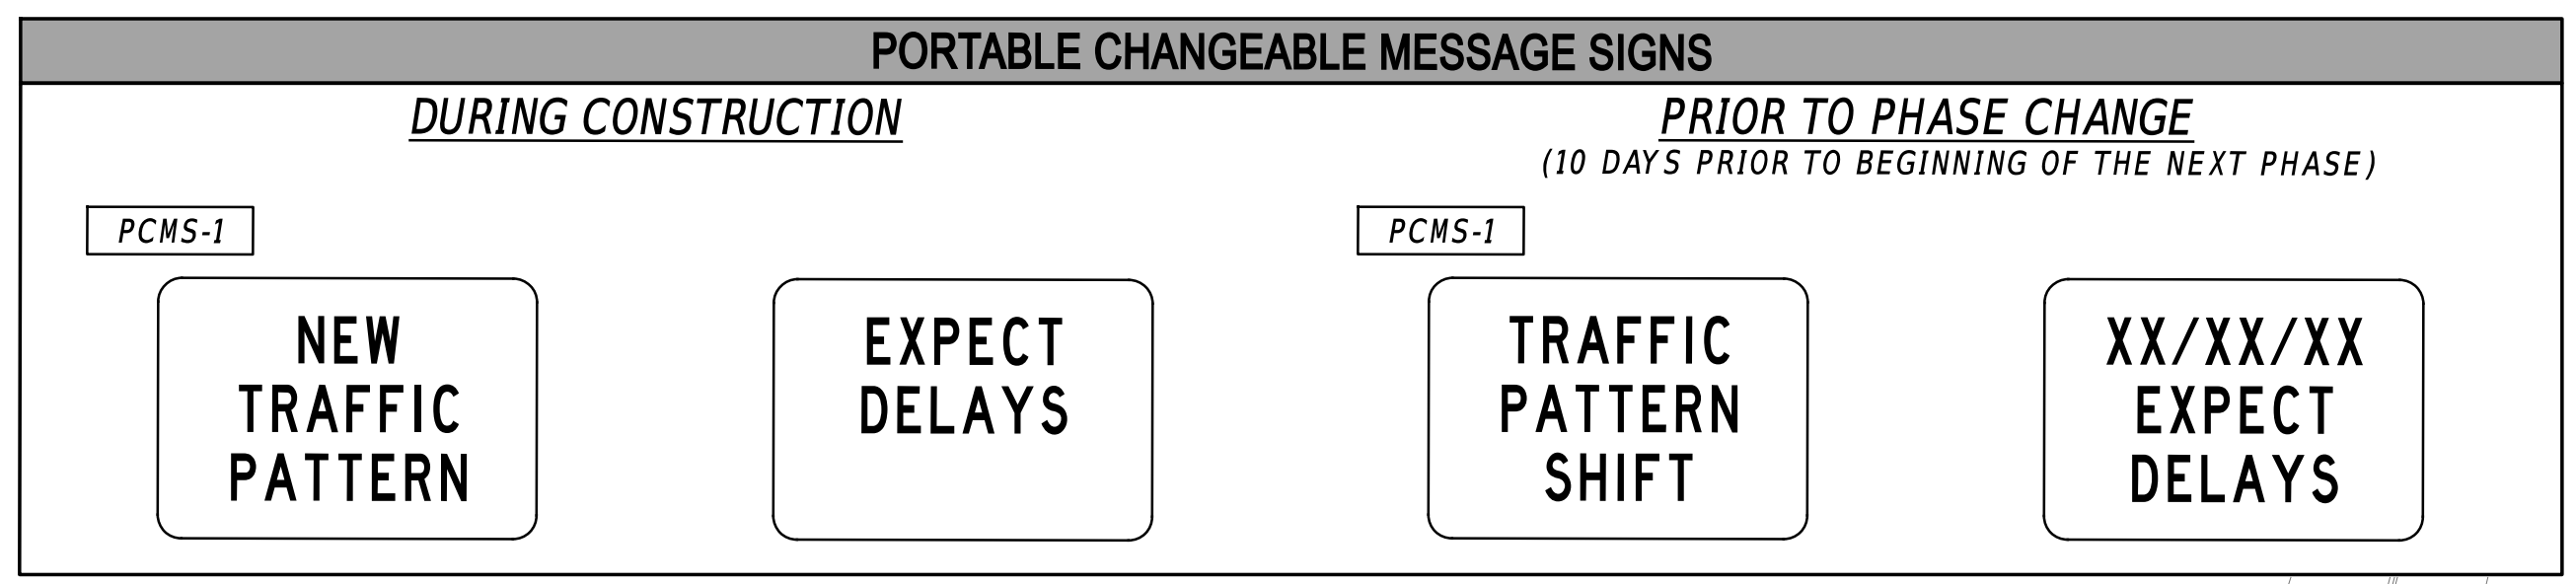 PORTABLE CHANGEABLE MESSAGE SIGNS
DURING CONSTRUCTION
PCMS-1
NEW
TRAFFIC
PATTERN
EXPECT
DELAYS
PRIOR TO PHASE CHANGE
(10 DAYS PRIOR TO BEGINNING OF THE NEXT PHASE)
PCMS-1
TRAFFIC
PATTERN
SHIFT
XX/XX/XX
EXPECT
DELAYS